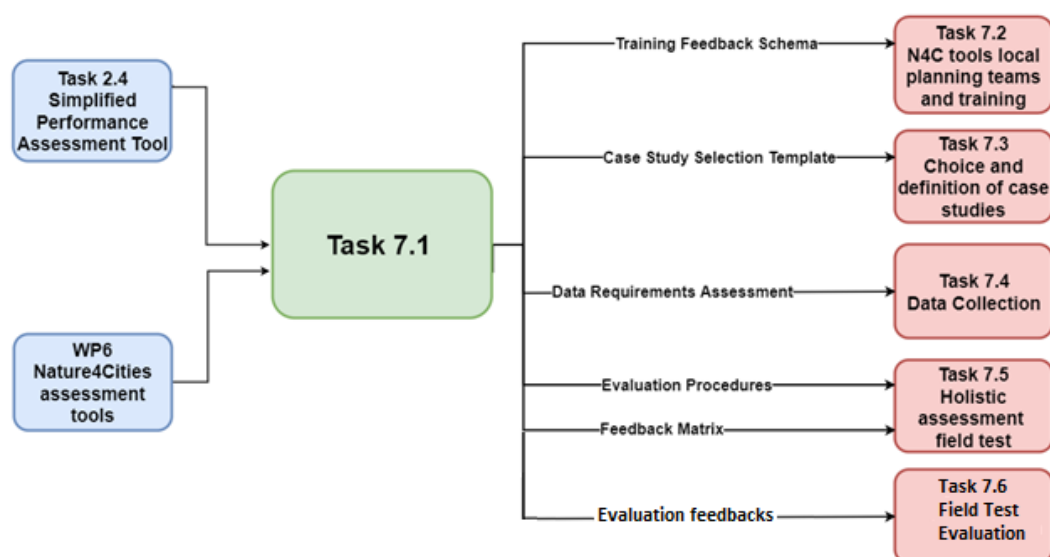 Task 2.4
Simplified
Performance
Assessment Tool
WP6
Nature4Cities
assessment
tools
Task 7.1
Training Feedback Schema
Case Study Selection Template
Data Requirements Assessment
Evaluation Procedures
Feedback Matrix
Evaluation feedbacks
Task 7.2
N4C tools local
planning teams
and training
Task 7.3
Choice and
definition of case
studies
Task 7.4
Data Collection
Task 7.5
Holistic
assessment
field test
Task 7.6
Field Test
Evaluation